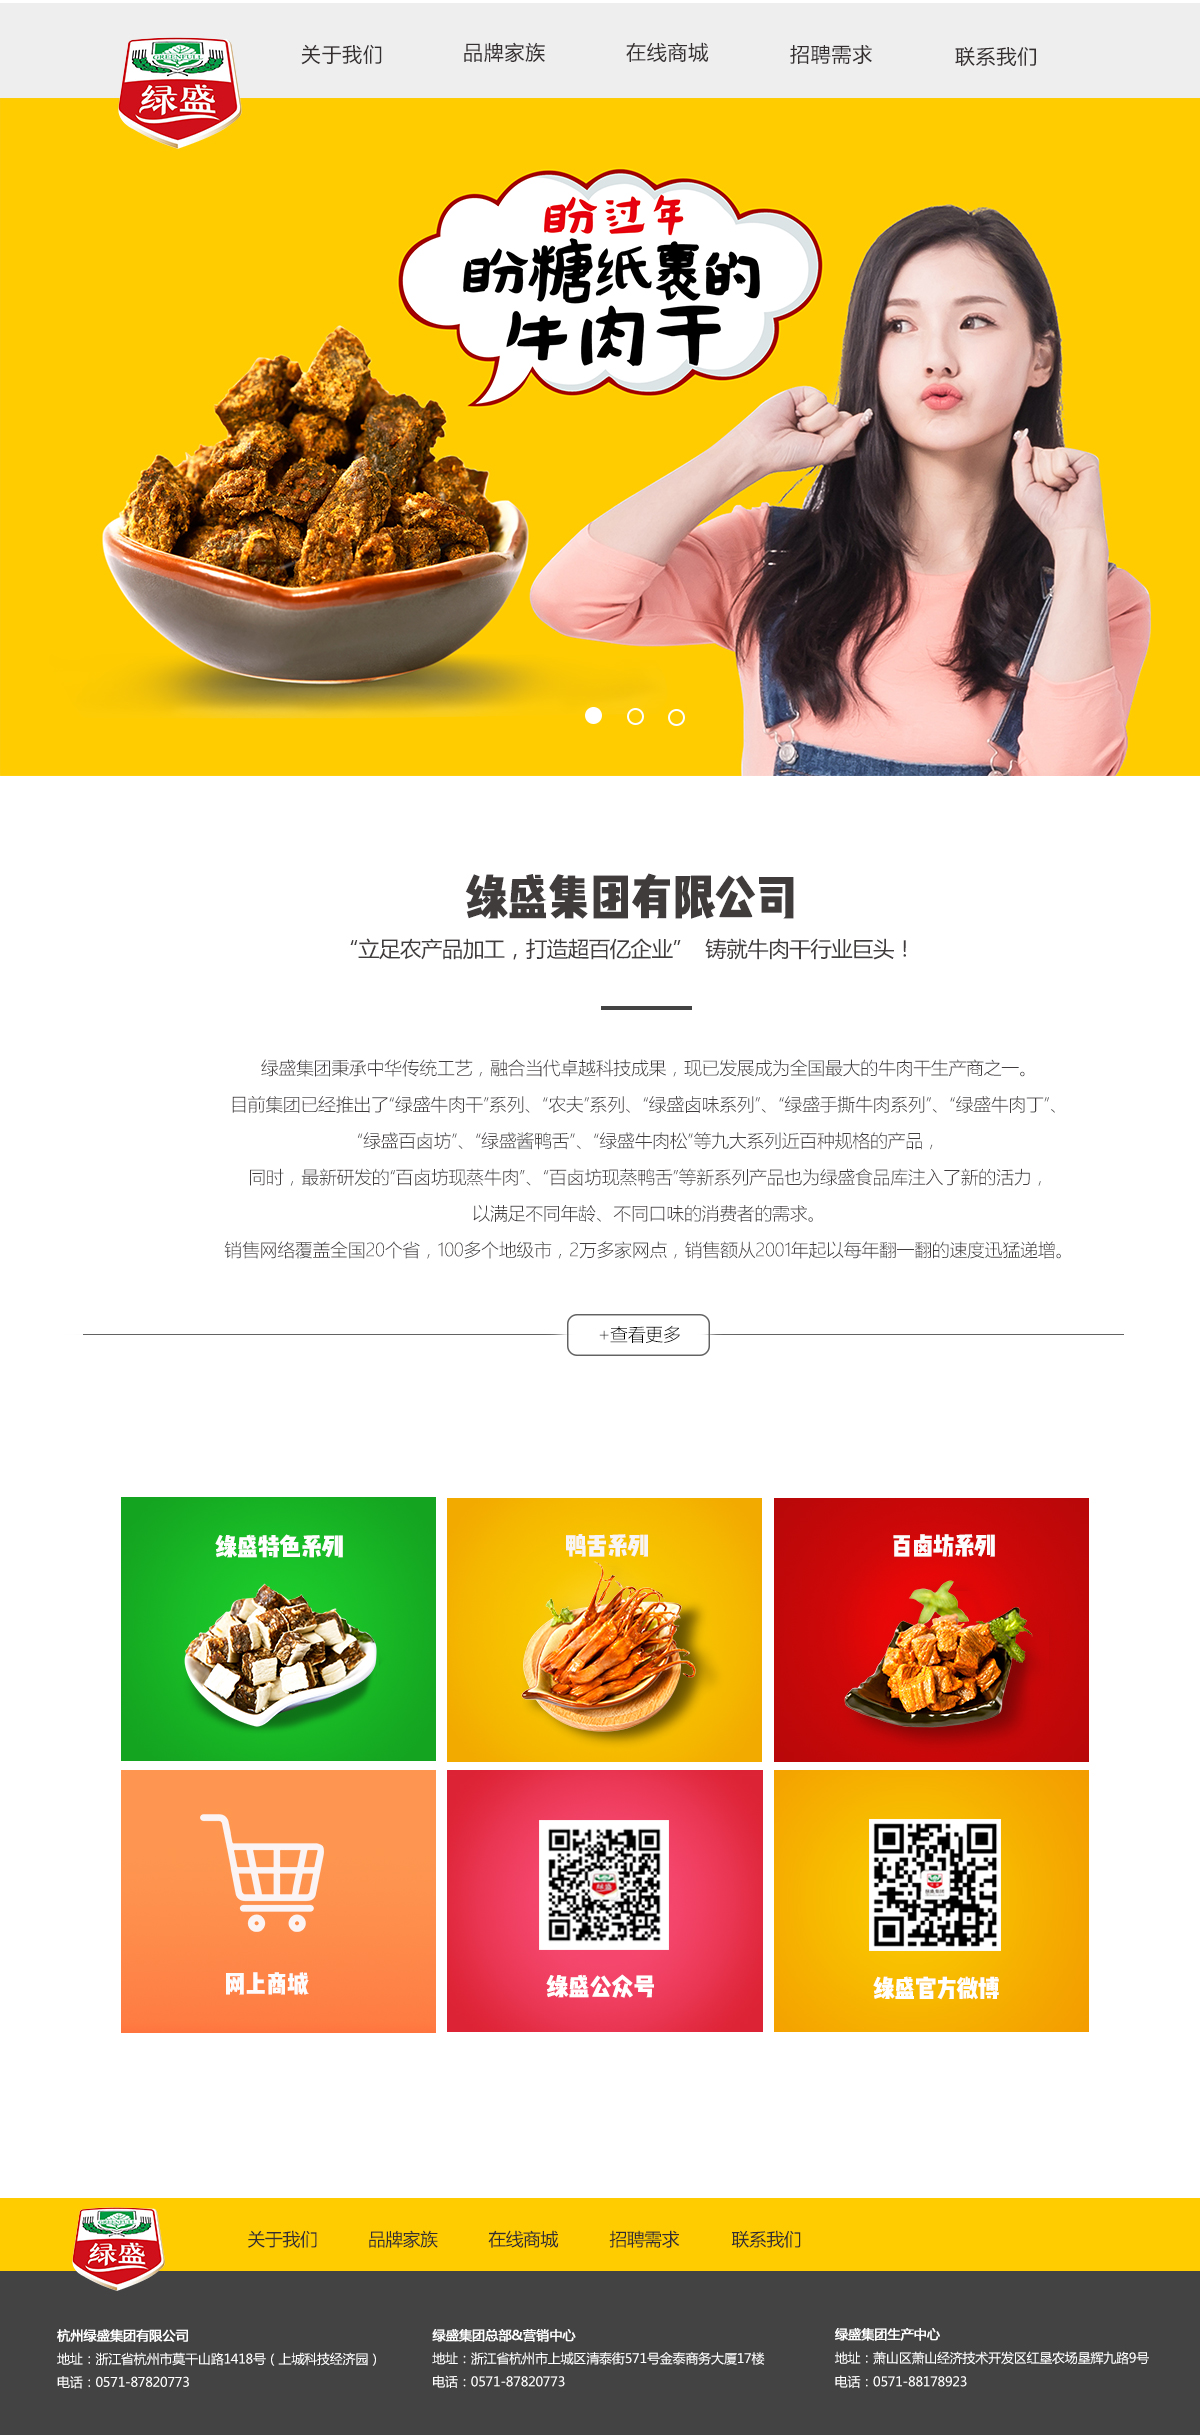 GREENFULL
绿盛
关于我们
品牌家族
在线商城
招聘需求
联系我们
盼过年
盼糖纸裹的
牛肉干
绿盛集团有限公司
“立足农产品加工，打造超百亿企业” 铸就牛肉干行业巨头！
绿盛集团秉承中华传统工艺，融合当代卓越科技成果，现已发展成为全国最大的牛肉干生产商之一。
目前集团已经推出了“绿盛牛肉干”系列、“农夫”系列、“绿盛卤味系列”、“绿盛手撕牛肉系列”、“绿盛牛肉丁”、
“绿盛百卤坊”、“绿盛酱鸭舌”、“绿盛牛肉松”等九大系列近百种规格的产品，
同时，最新研发的“百卤坊现蒸牛肉”、“百卤坊现蒸鸭舌”等新系列产品也为绿盛食品库注入了新的活力，
以满足不同年龄、不同口味的消费者的需求。
销售网络覆盖全国20个省，100多个地级市，2万多家网点，销售额从2001年起以每年翻一翻的速度迅猛递增。
+查看更多
绿盛特色系列
鸭舌系列
百卤坊系列
网上商城
绿盛
绿盛公众号
绿盛官方微博
绿盛
关于我们
品牌家族
在线商城
招聘需求
联系我们
杭州绿盛集团有限公司
地址：浙江省杭州市莫干山路1418号（上城科技经济园）
电话：0571-87820773
绿盛集团总部&营销中心
地址：浙江省杭州市上城区清泰街571号金泰商务大厦17楼
电话：0571-87820773
绿盛集团生产中心
地址：萧山区萧山经济技术开发区红垦农场垦辉九路9号
电话：0571-88178923